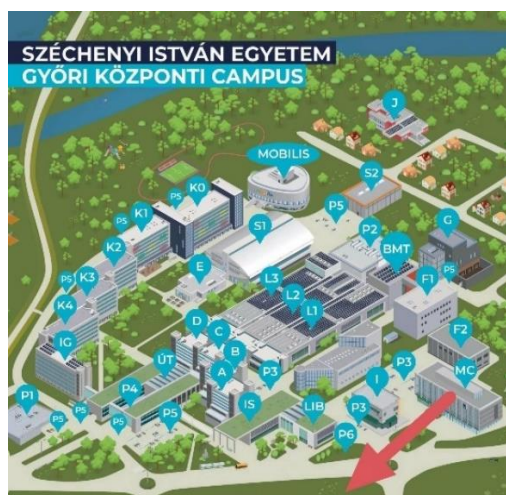 SZÉCHENYI ISTVÁN EGYETEM
GYŐRI KÖZPONTI CAMPUS
J
MOBILIS
S2
P5
K0
P5
K1
P5
K2
S1
P2
G
BMT
P5
E
L3
L2
L1
F1
P5
K3
K4
IG
D
C
B
A
ÚT
P3
F2
P3
MC
P4
IS
I
P1
P5
P5
P5
P5
LIB
P3
P6